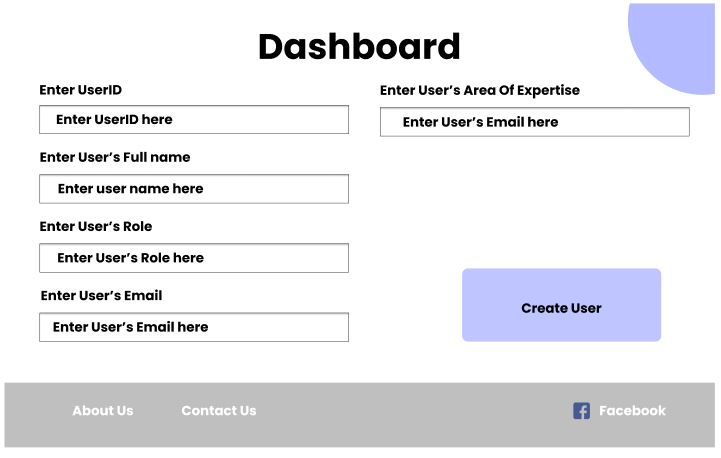 Dashboard
Enter UserID
Enter UserID here
Enter User’s Full name
Enter user name here
Enter User’s Role
Enter User’s Role here
Enter User’s Email
Enter User’s Email here
Enter User’s Area Of Expertise
Enter User’s Email here
Create User
About Us
Contact Us
Facebook